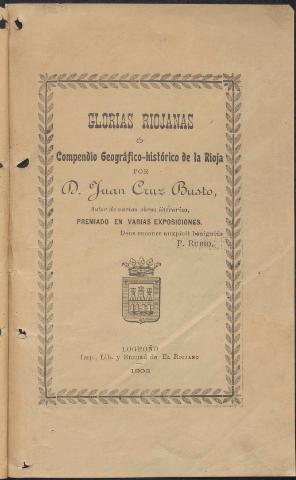 GLORIAS RIOJANAS
Ó
Compendio Geográfico-histórico de la Rioja
POR
D. Juan Cruz Busto,
Autor de varias obras literarias,
PREMIADO EN VARIAS EXPOSICIONES.
Deus
P. RUBIO.
LOGROÑO
Imp., Lib. y Encuad. de EL RIOJANO